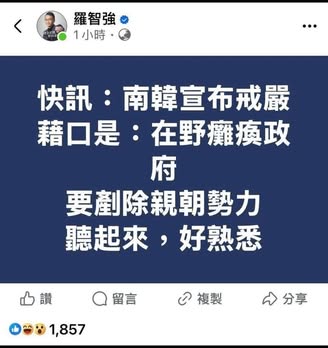 羅智強
1小時·
快訊：南韓宣布戒嚴
藉口是：在野癱瘓政
府
要剷除親朝勢力
聽起來，好熟悉
讚
留言
複製
分享
1,857